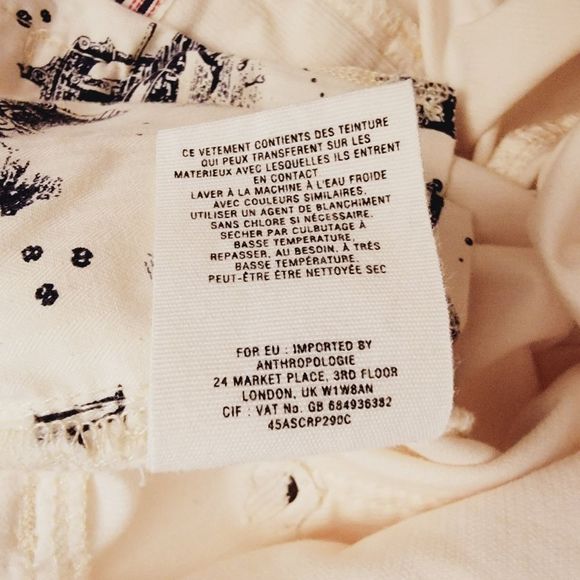 CE VETEMENT CONTIENTS DES TEINTURE
QUI PEUX TRANSFERENT SUR LES
MATERIEUX AVEC LESQUELLES ILS ENTRENT
EN CONTACT
LAVER À LA MACHINE À L'EAU FROIDE
AVEC COULEURS SIMILAIRES,
UTILISER UN AGENT DE BLANCHIMENT
SANS CHLORE SI NÉCESSAIRE.
SECHER PAR CULBUTAGE À
BASSE TEMPERATURE,
REPASSER, AU BESOIN, À TRÈS
BASSE TEMPÉRATURE.
PEUT-ÊTRE ÊTRE NETTOYÉE SEC
FOR EU : IMPORTED BY
ANTHROPOLOGIE
24 MARKET PLACE, 3RD FLOOR
LONDON, UK W1W8AN
CIF : VAT No. GB 684936382
45ASCRP290C